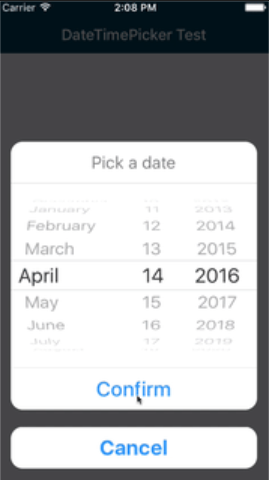 Carrier 2:08 PM
DateTimePicker Test
Pick a date
January 11 2013
February 12 2014
March 13 2015
April 14 2016
May 15 2017
June 16 2018
July 17 2019
Confirm
Cancel